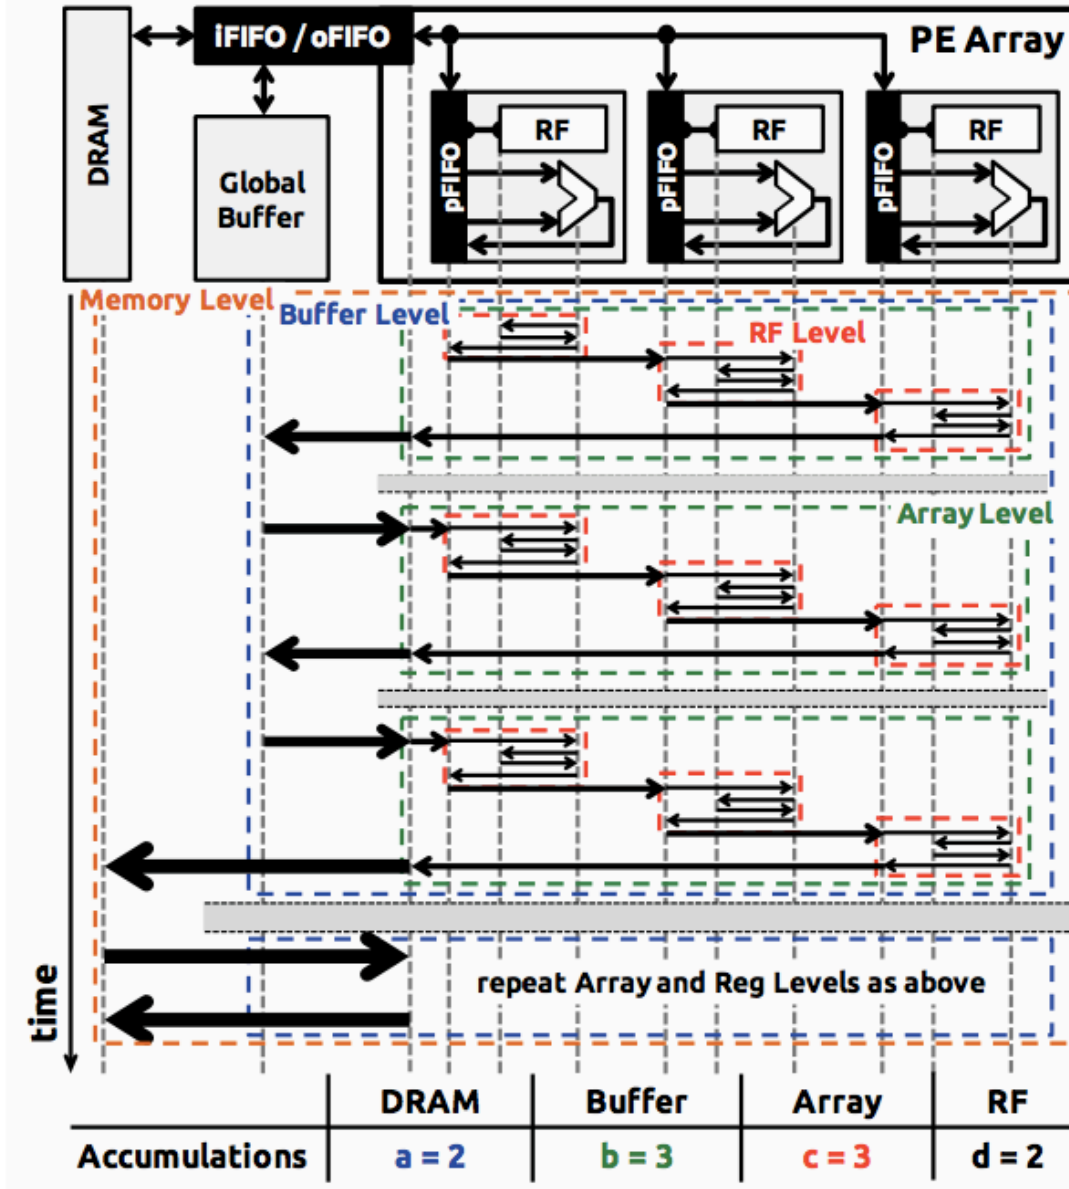 iFIFO / oFIFO
PE Array
DRAM
Global
Buffer
pFIFO
RF
pFIFO
RF
pFIFO
RF
Memory Level
Buffer Level
RF Level
Array Level
repeat Array and Reg Levels as above
time
DRAM
Buffer
Array
RF
Accumulations
a = 2
b = 3
c = 3
d = 2